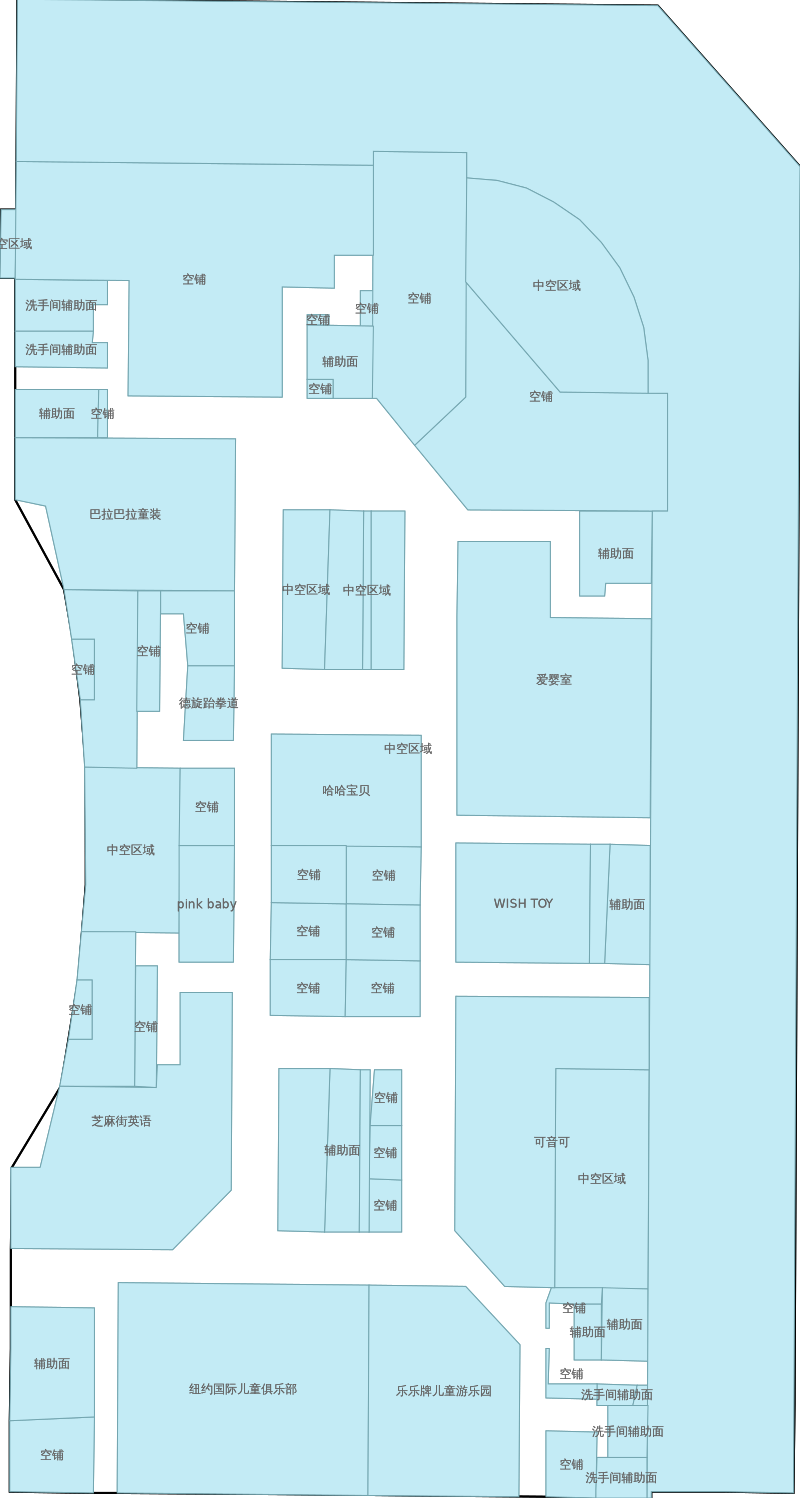 空区域
空铺
空铺
中空区域
洗手间辅助面
空铺
空铺
洗手间辅助面
辅助面
空铺
空铺
辅助面
空铺
巴拉巴拉童装
辅助面
中空区域
中空区域
空铺
空铺
空铺
爱婴室
德旋跆拳道
中空区域
哈哈宝贝
空铺
中空区域
空铺
空铺
pink baby
WISH TOY
辅助面
空铺
空铺
空铺
空铺
空铺
空铺
空铺
芝麻街英语
空铺
可音可
辅助面
空铺
中空区域
空铺
空铺
辅助面
辅助面
辅助面
空铺
纽约国际儿童俱乐部
乐乐牌儿童游乐园
洗手间辅助面
洗手间辅助面
空铺
空铺
洗手间辅助面